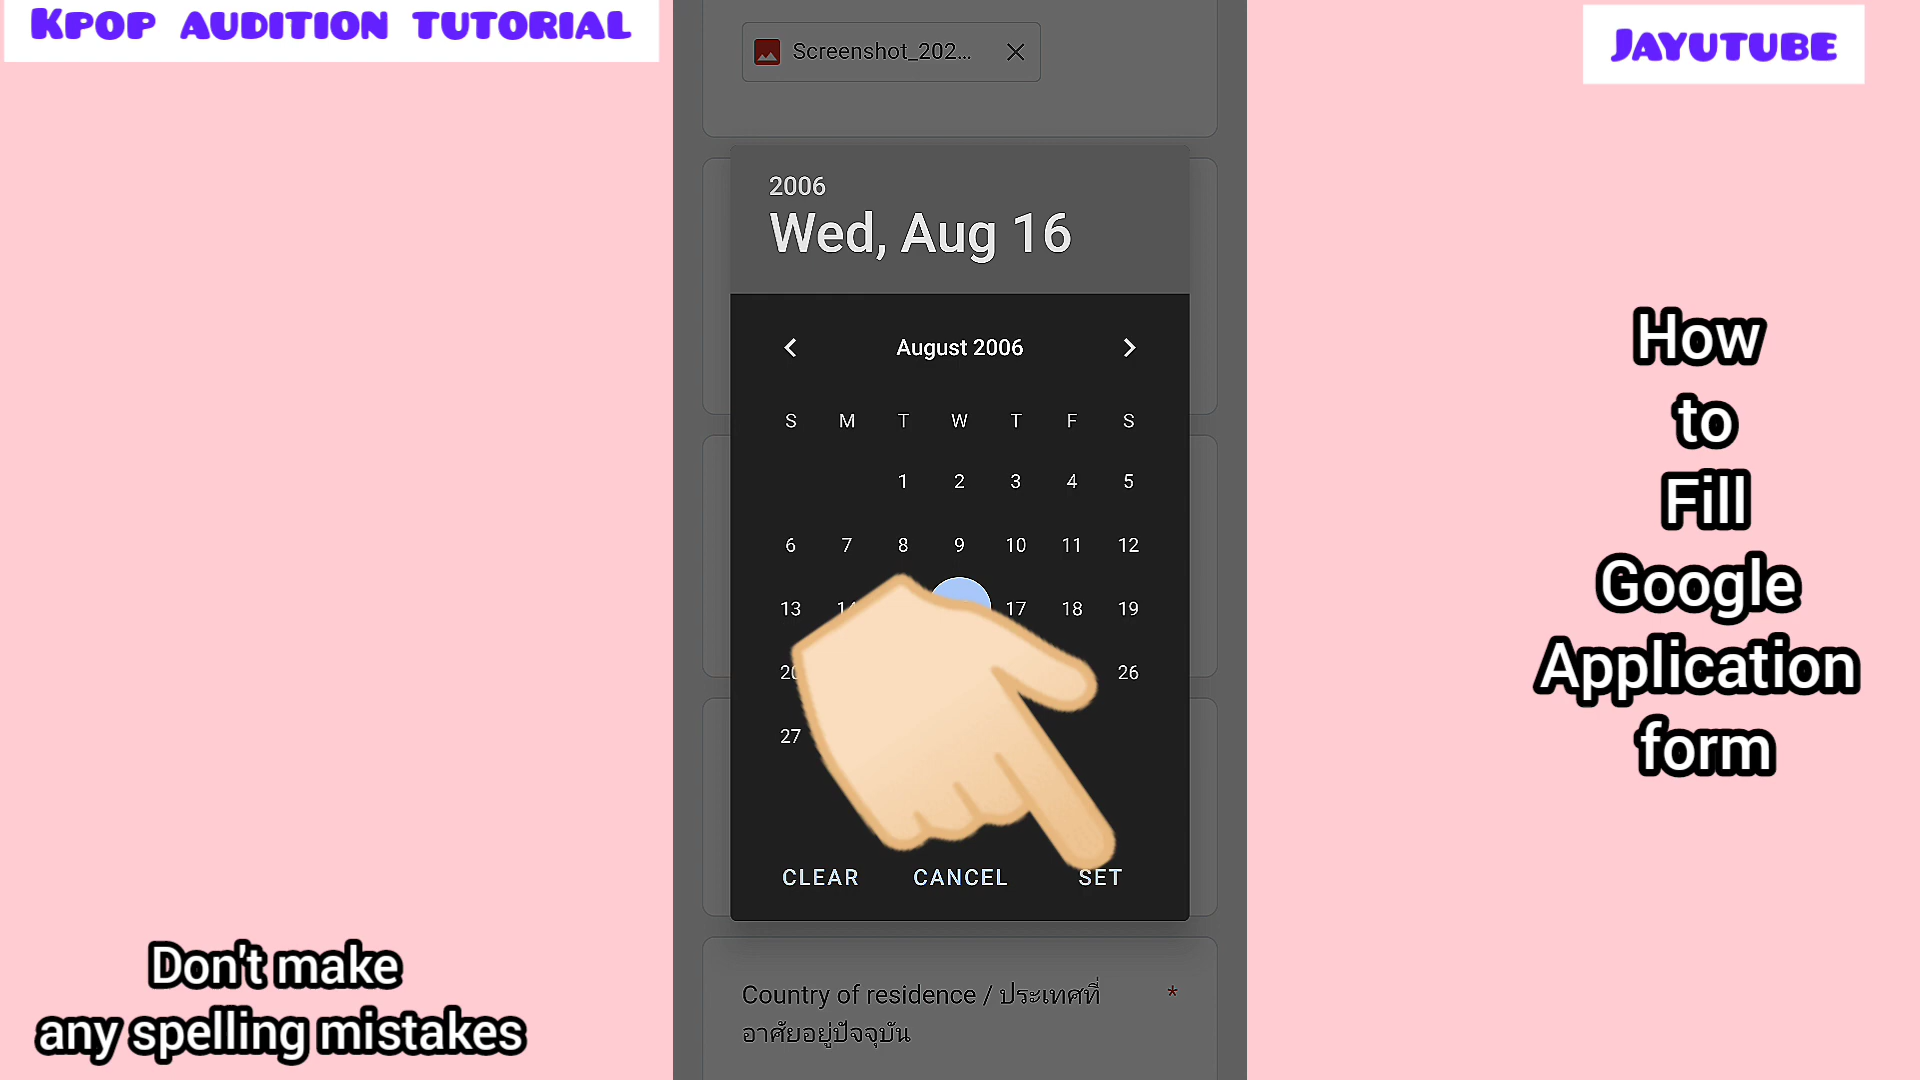 KPOP AUDITION TUTORIAL
JAYUTUBE
Screenshot_202...
2006
Wed, Aug 16
August 2006
S M T W T F S
1 2 3 4 5
6 7 8 9 10 11 12
13 17 18 19
26
27
CLEAR CANCEL SET
Country of residence / ประเทศที่ *
อาศัยอยู่ปัจจุบัน
How
to
Fill
Google
Application
form
Don't make
any spelling mistakes